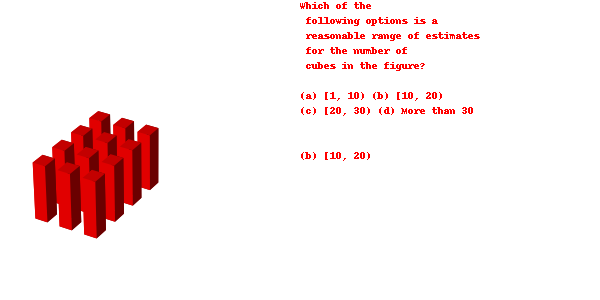 Which of the
following options is a
reasonable range of estimates
for the number of
cubes in the figure?
(a) [1, 10) (b) [10, 20)
(c) [20, 30) (d) More than 30
(b) [10, 20)